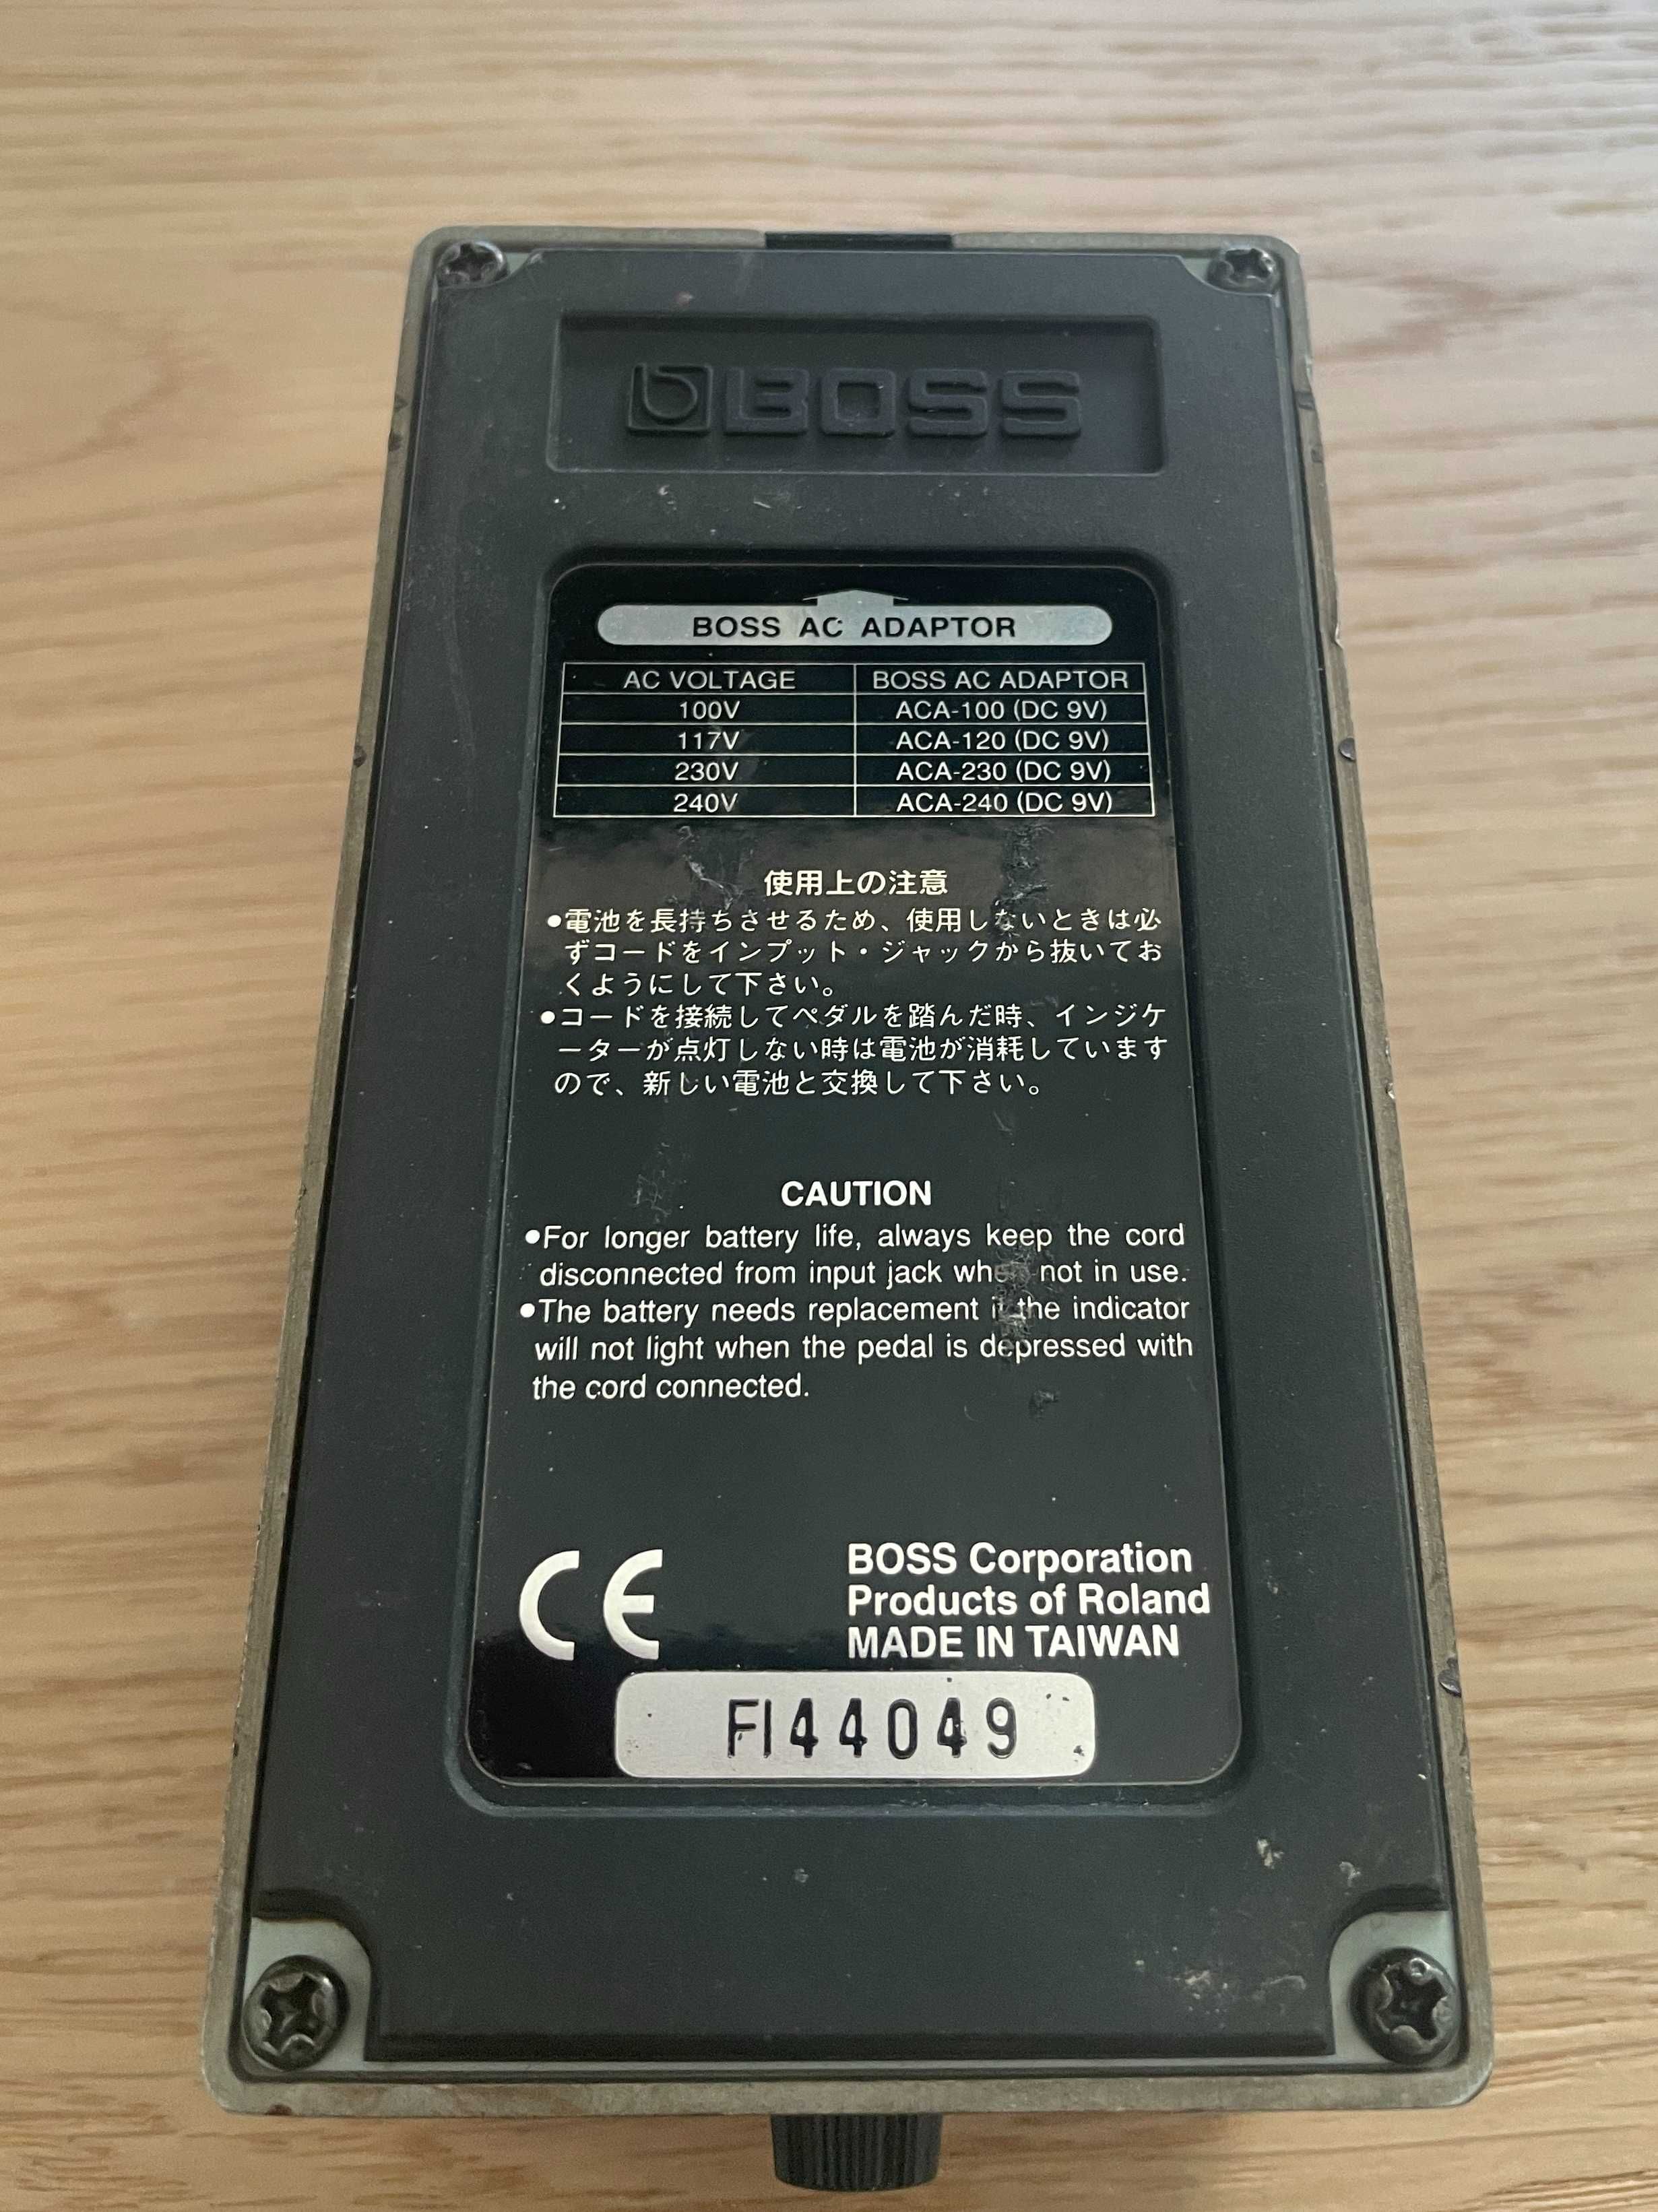 BOSS
BOSS AC ADAPTOR
AC VOLTAGE BOSS AC ADAPTOR
100V ACA-100 (DC 9V)
117V ACA-120 (DC 9V)
230V ACA-230 (DC 9V)
240V ACA-240 (DC 9V)
使用上の注意
●電池を長持ちさせるため、使用しないときは必
ずコードをインプット・ジャックから抜いてお
くようにして下さい。
●コードを接続してペダルを踏んだ時、インジケ
ーターが点灯しない時は電池が消耗しています
ので、新しい電池と交換して下さい。
CAUTION
●For longer battery life, always keep the cord
disconnected from input jack when not in use.
●The battery needs replacement if the indicator
will not light when the pedal is depressed with
the cord connected.
CE
BOSS Corporation
Products of Roland
MADE IN TAIWAN
FI44049